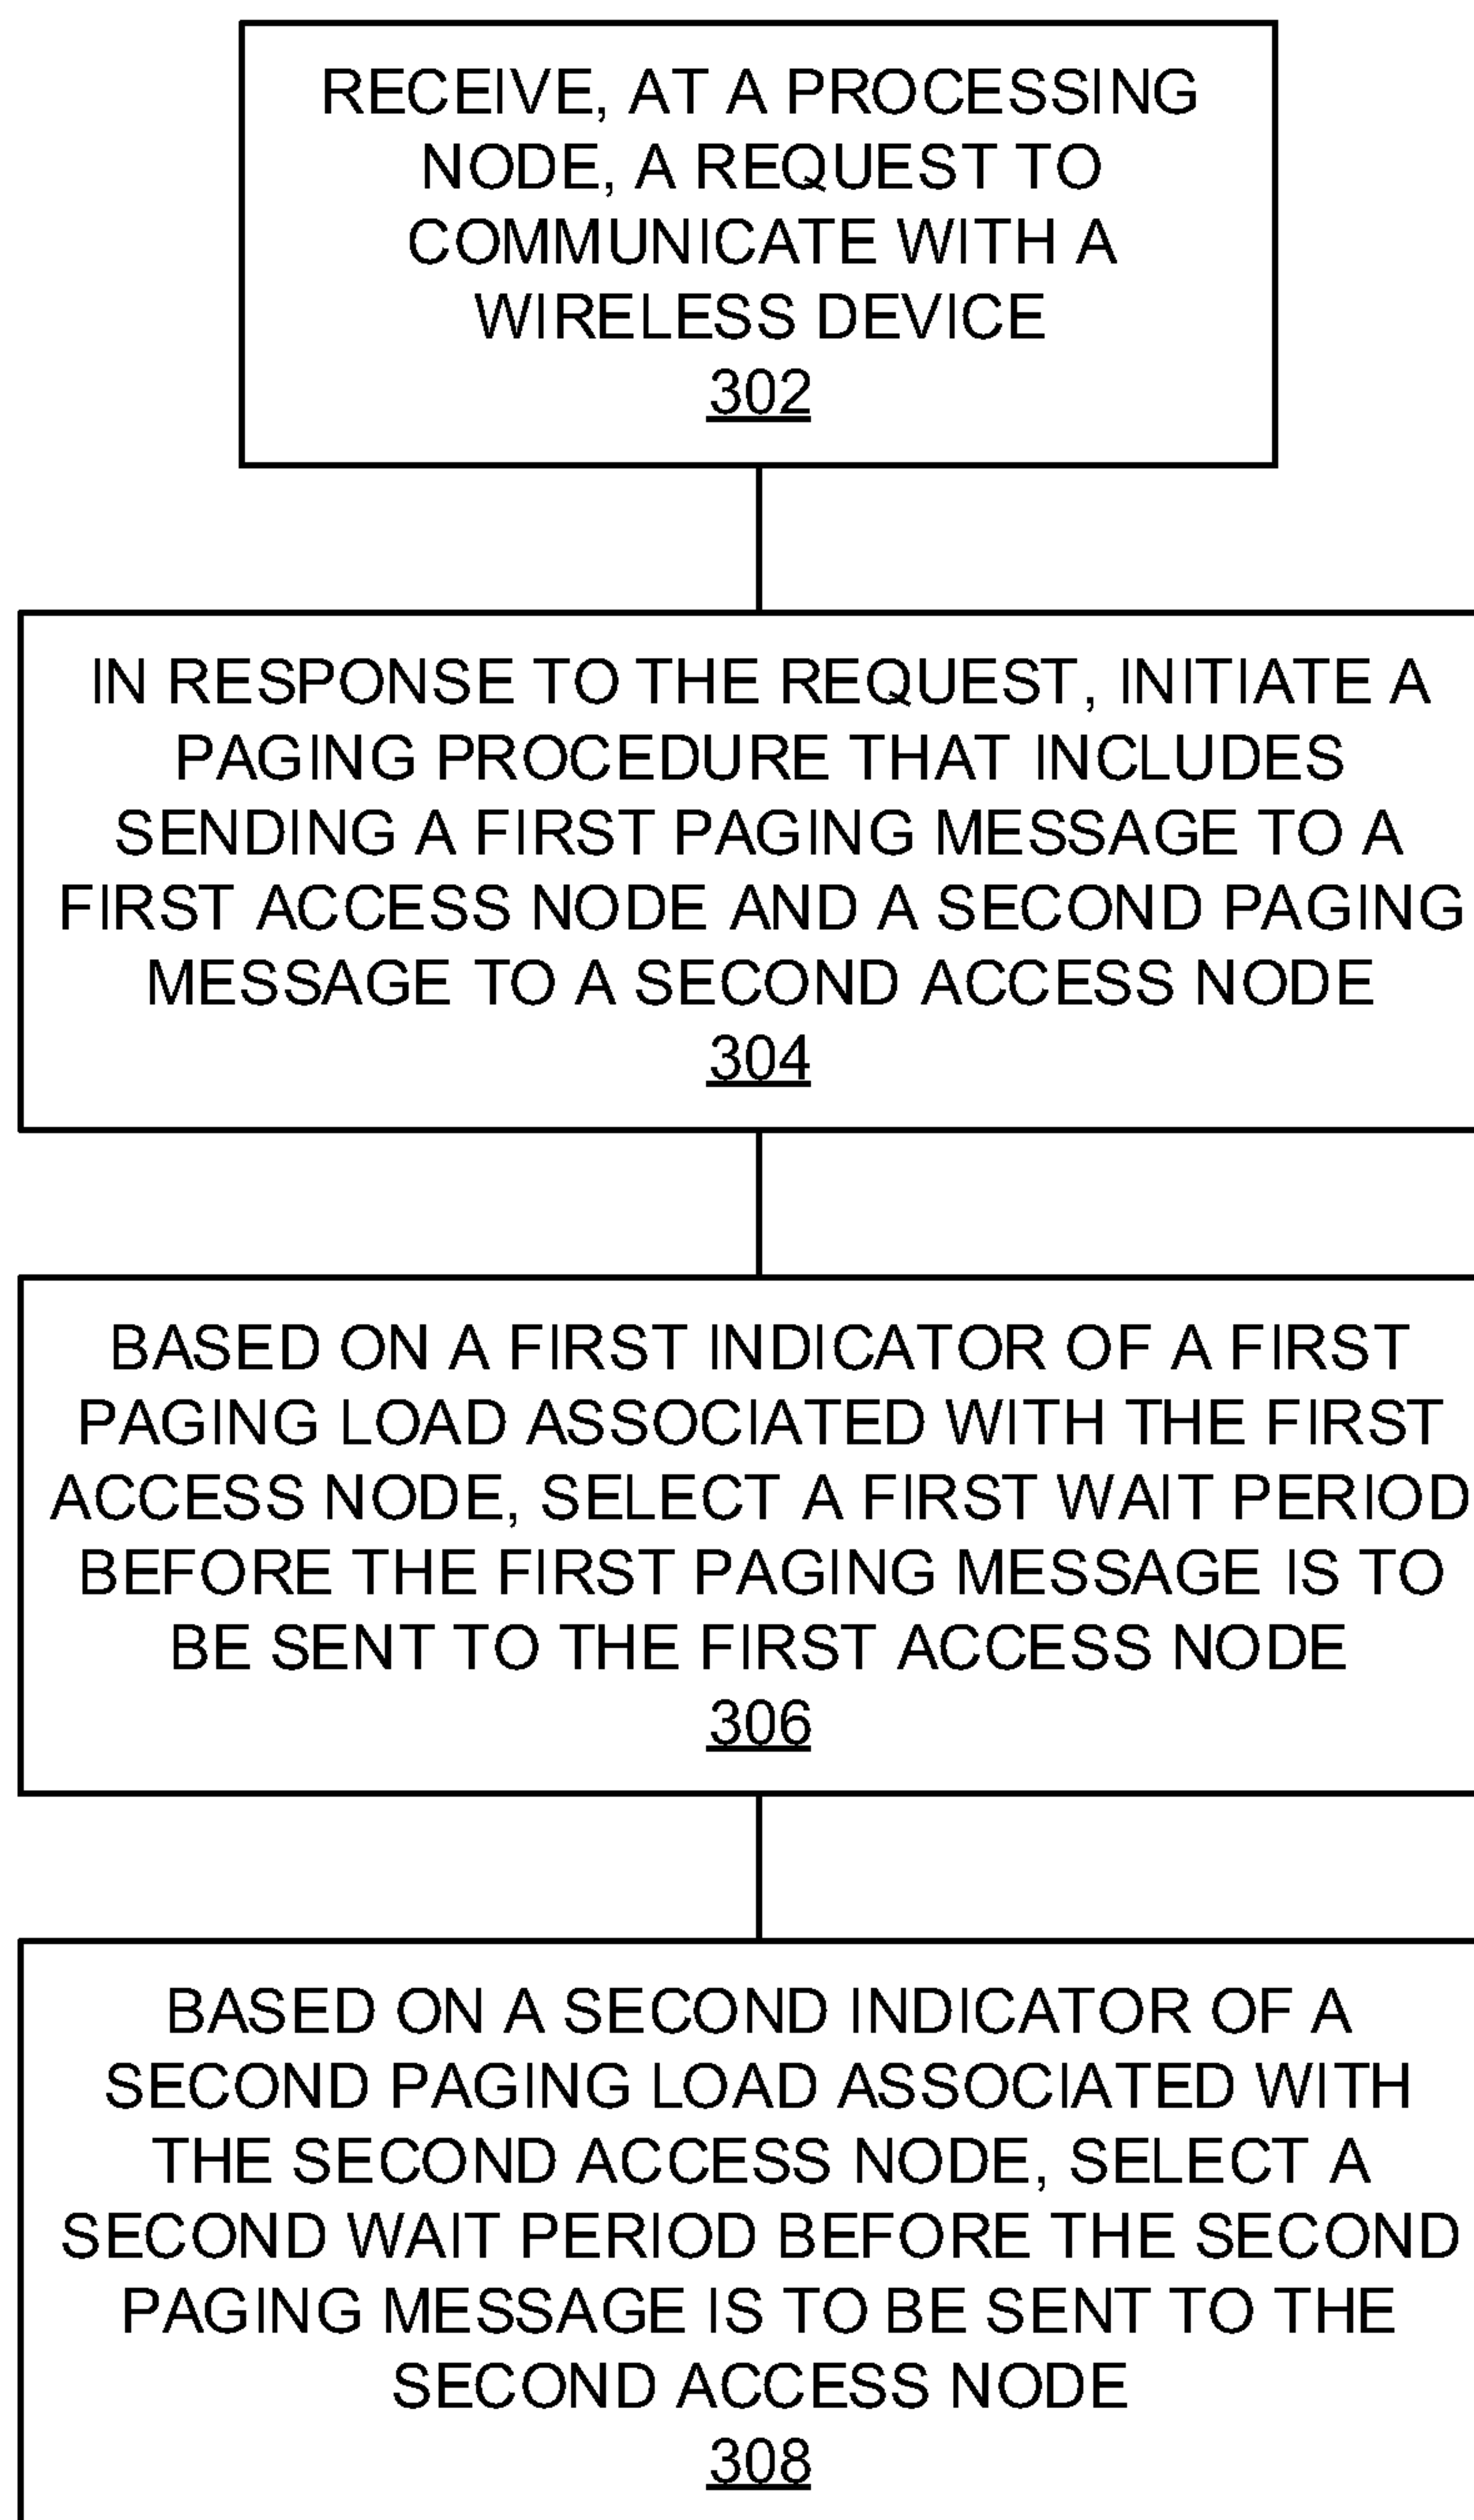 RECEIVE, AT A PROCESSING
NODE, A REQUEST TO
COMMUNICATE WITH A
WIRELESS DEVICE
302
IN RESPONSE TO THE REQUEST, INITIATE A
PAGING PROCEDURE THAT INCLUDES
SENDING A FIRST PAGING MESSAGE TO A
FIRST ACCESS NODE AND A SECOND PAGING
MESSAGE TO A SECOND ACCESS NODE
304
BASED ON A FIRST INDICATOR OF A FIRST
PAGING LOAD ASSOCIATED WITH THE FIRST
ACCESS NODE, SELECT A FIRST WAIT PERIOD
BEFORE THE FIRST PAGING MESSAGE IS TO
BE SENT TO THE FIRST ACCESS NODE
306
BASED ON A SECOND INDICATOR OF A
SECOND PAGING LOAD ASSOCIATED WITH
THE SECOND ACCESS NODE, SELECT A
SECOND WAIT PERIOD BEFORE THE SECOND
PAGING MESSAGE IS TO BE SENT TO THE
SECOND ACCESS NODE
308